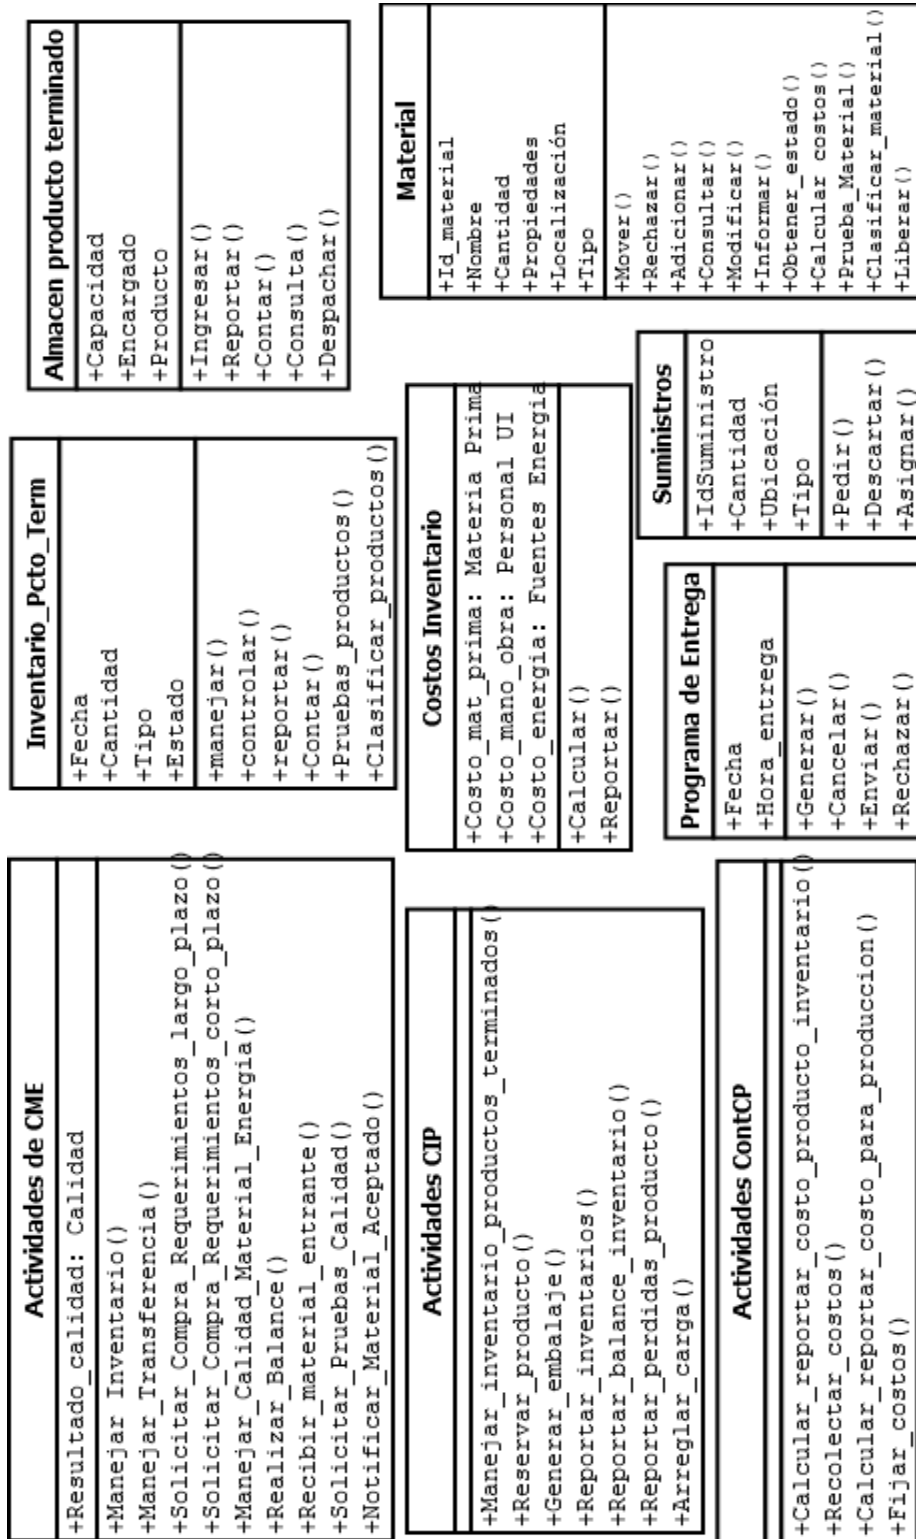 Actividades de CME
+Resultado_calidad: Calidad
+Manejar Inventario()
+Manejar_Transferencia()
+Solicitar_Compra_Requerimientos_largo_plazo()
+Solicitar_Compra_Requerimientos_corto_plazo()
+Manejar_Calidad_Material_Energia()
+Realizar_Balance()
+Recibir_material_entrante()
+Solicitar_Pruebas_Calidad()
+Notificar_Material_Aceptado()
Inventario_Pcto_Term
+Fecha
+Cantidad
+Tipo
+Estado
+manejar()
+controlar()
+reportar()
+Contar()
+Pruebas_productos()
+Clasificar_productos()
Almacen producto terminado
+Capacidad
+Encargado
+Producto
+Ingresar()
+Reportar()
+Contar()
+Consulta()
+Despachar()
Actividades CIP
+Manejar_inventario_productos_terminados()
+Reservar_producto()
+Generar_embalaje()
+Reportar_inventarios()
+Reportar_balance_inventario()
+Reportar_perdidas_producto()
+Arreglar_carga()
Costos Inventario
+Costo_mat_prima: Materia Prima
+Costo_mano_obra: Personal UI
+Costo_energia: Fuentes Energia
+Calcular()
+Reportar()
Material
+Id_material
+Nombre
+Cantidad
+Propiedades
+Localización
+Tipo
+Mover()
+Rechazar()
+Adicionar()
+Consultar()
+Modificar()
+Informar()
+Obtener_estado()
+Calcular costos()
+Prueba_Material()
+Clasificar_material()
+Liberar()
Actividades ContCP
+Calcular_reportar_costo_producto_inventario()
+Recolectar_costos()
+Calcular_reportar_costo_para_produccion()
+Fijar_costos()
Programa de Entrega
+Fecha
+Hora_entrega
+Generar()
+Cancelar()
+Enviar()
+Rechazar()
Suministros
+IdSuministro
+Cantidad
+Ubicación
+Tipo
+Pedir()
+Descartar()
+Asignar()